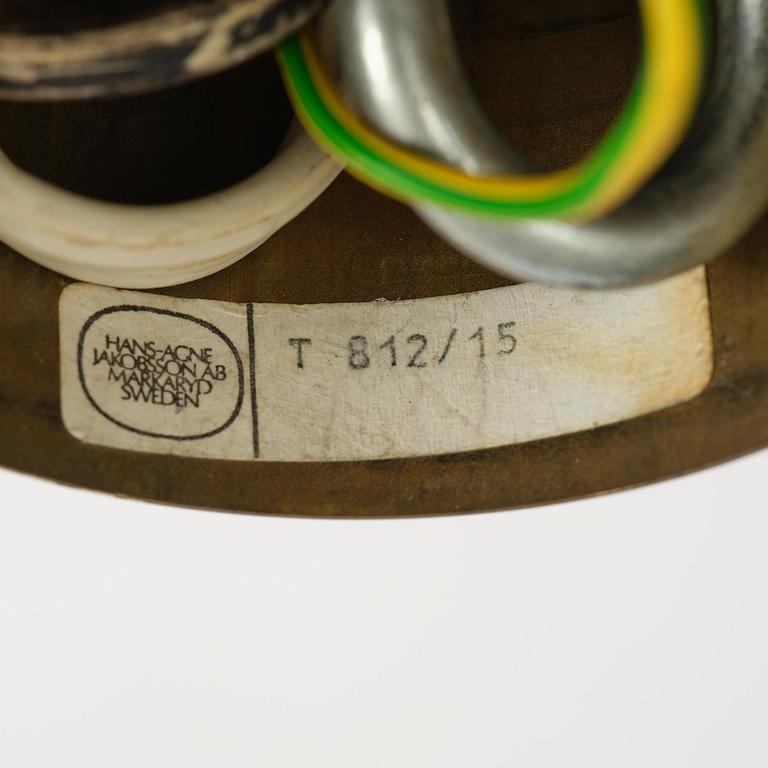 HANS-AGNE
JAKOBSSON AB
MARKARYD
SWEDEN
T 812/15